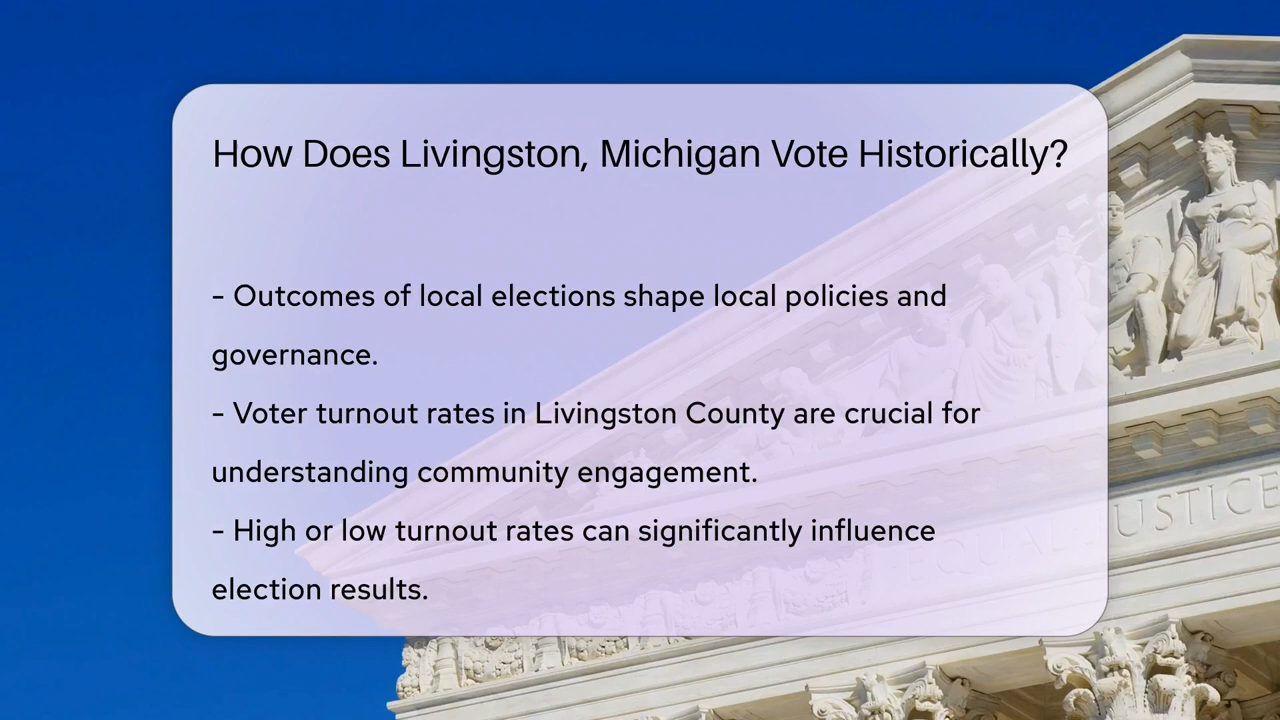 How Does Livingston, Michigan Vote Historically?
- Outcomes of local elections shape local policies and
governance.
- Voter turnout rates in Livingston County are crucial for
understanding community engagement.
- High or low turnout rates can significantly influence
election results.
EQUAL JUSTICE